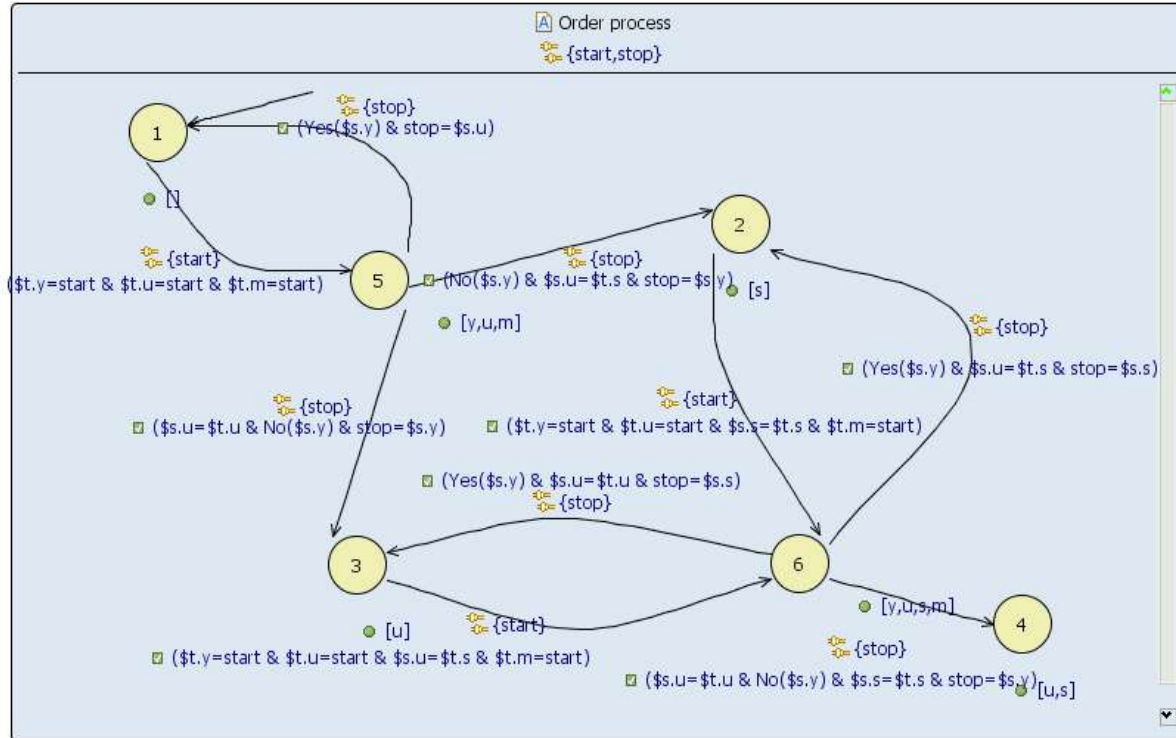 Order process
{start,stop}
{stop}
(Yes($s.y) & stop=$s.u)
1
[]
2
{start}
($t.y=start & $t.u=start & $t.m=start)
5
{stop}
(No($s.y) & $s.u=$t.s & stop=$s.y)
[s]
[y,u,m]
{stop}
(Yes($s.y) & $s.u=$t.s & stop=$s.s)
{stop}
($s.u=$t.u & No($s.y) & stop=$s.y)
{start}
($t.y=start & $t.u=start & $s.s=$t.s & $t.m=start)
(Yes($s.y) & $s.u=$t.u & stop=$s.s)
{stop}
3
6
[y,u,s,m]
4
[u]
{start}
($t.y=start & $t.u=start & $s.u=$t.s & $t.m=start)
{stop}
($s.u=$t.u & No($s.y) & $s.s=$t.s & stop=$s.y)
[u,s]